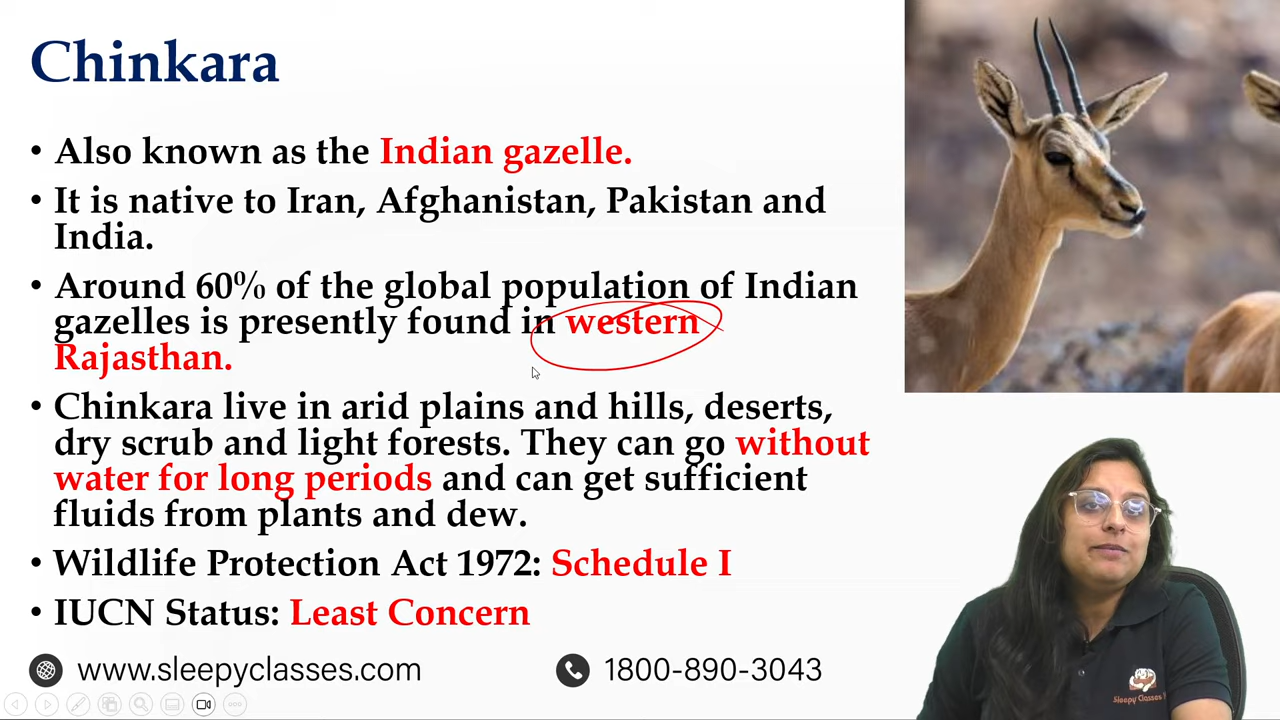 Chinkara
• Also known as the Indian gazelle.
• It is native to Iran, Afghanistan, Pakistan and
India.
• Around 60% of the global population of Indian
gazelles is presently found in western
Rajasthan.
• Chinkara live in arid plains and hills, deserts,
dry scrub and light forests. They can go without
water for long periods and can get sufficient
fluids from plants and dew.
• Wildlife Protection Act 1972: Schedule I
• IUCN Status: Least Concern
www.sleepyclasses.com
1800-890-3043
Sleepy Classes